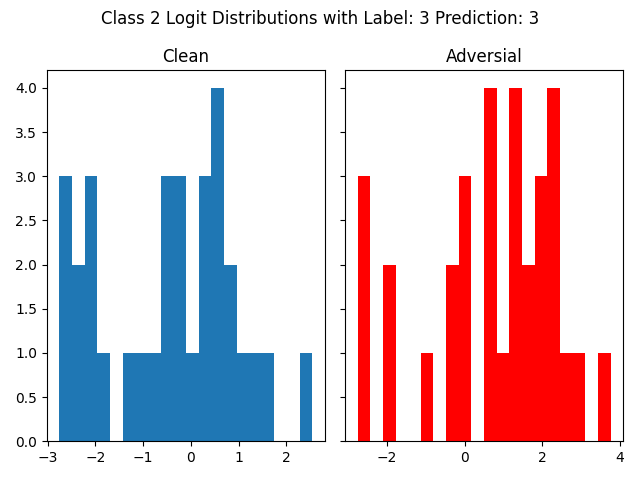 Class 2 Logit Distributions with Label: 3 Prediction: 3
Clean
Adversial
4.0
3.5
3.0
2.5
2.0
1.5
1.0
0.5
0.0
−3 −2 −1 0 1 2
−2 0 2 4